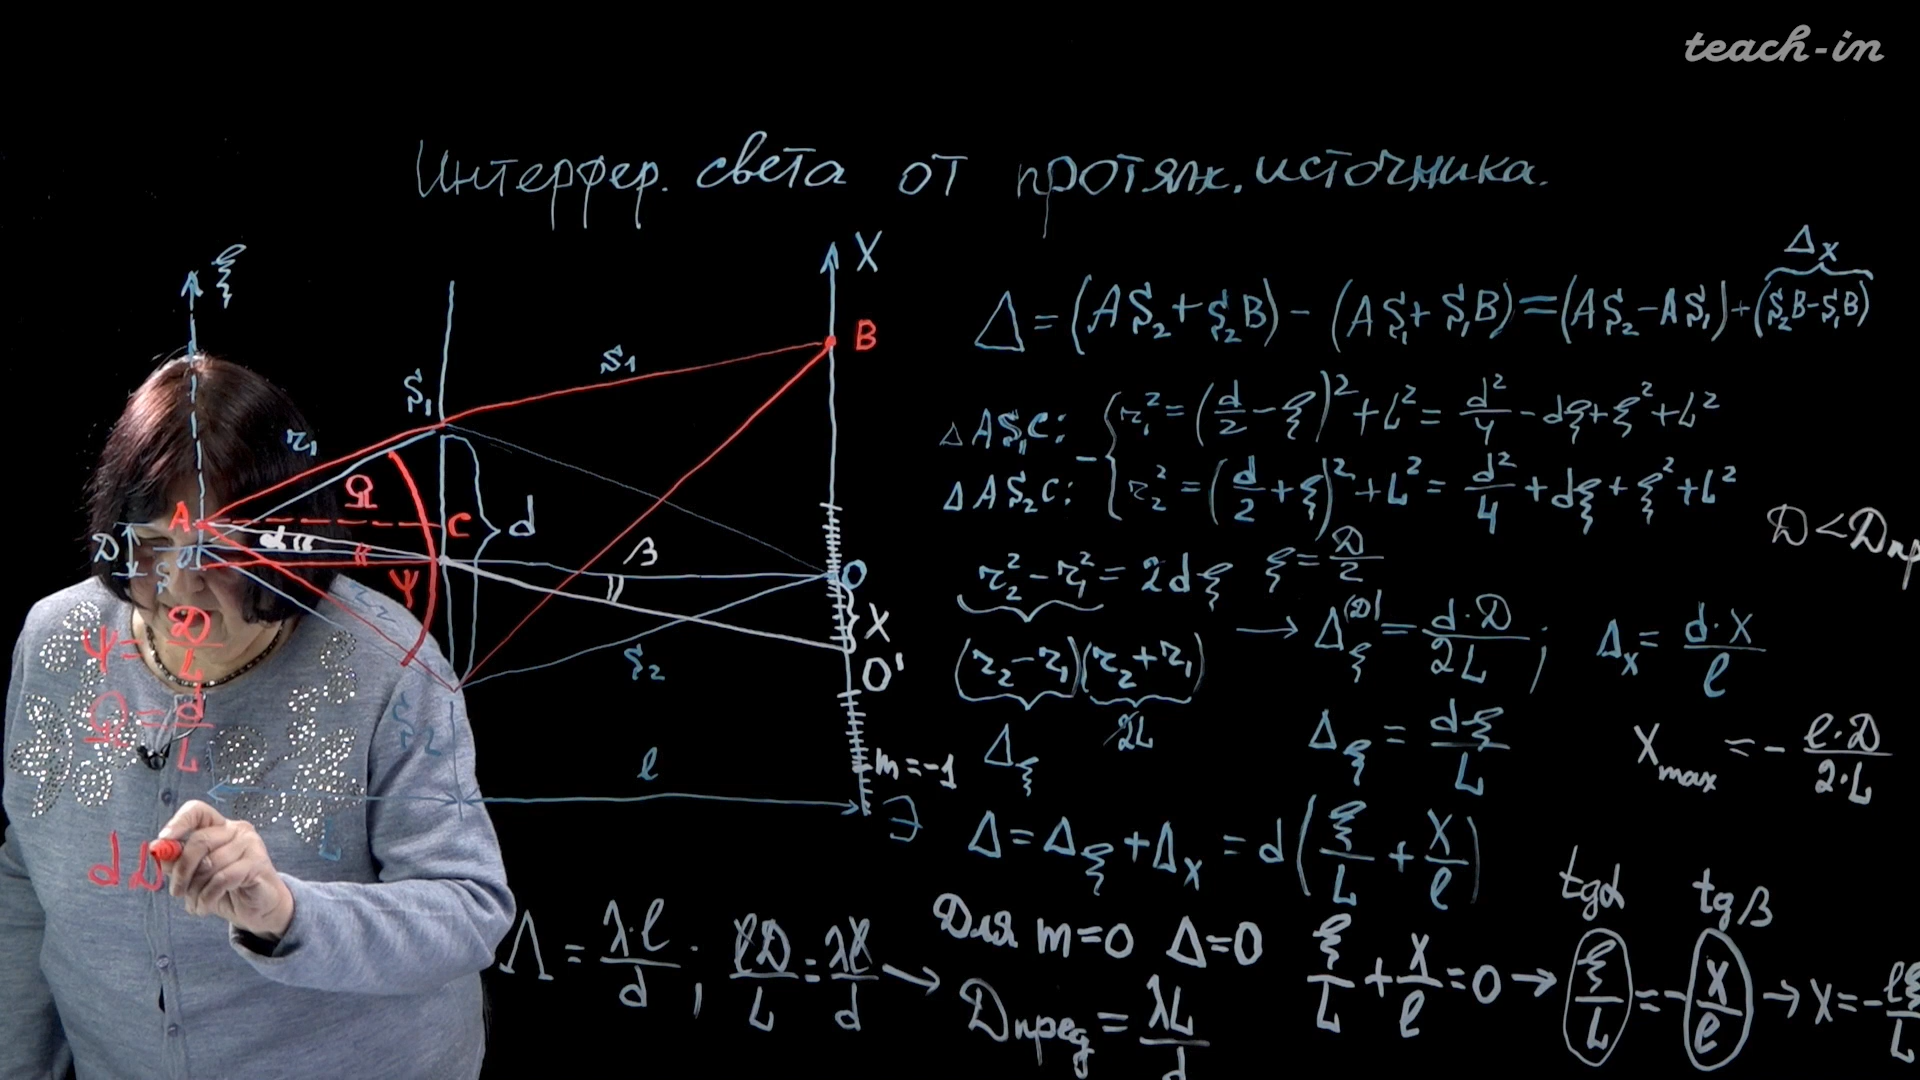 teach-in
Интерфер. света от протяж. источника.
ξ
X
Δx
Δ = (AS₂ + S₂B) − (AS₁ + S₁B) = (AS₂ − AS₁) + (S₂B − S₁B)
B
S₁
S₁
r₁
ΔAS₁C: r₁² = (d/2 − ξ)² + L² = d²/4 − dξ + ξ² + L²
ΔAS₂C: r₂² = (d/2 + ξ)² + L² = d²/4 + dξ + ξ² + L²
−
Ω
A
C
d
D
α
β
Ψ
O
S
r₂
X
O'
S₂
S₂
D < Dпр
r₂² − r₁² = 2dξ
ξ = D/2
(r₂ − r₁)(r₂ + r₁)
→ Δξ⁽ᴰ⁾ = d·D/2L ;
Δx = d·X/l
Δξ
2L
Δξ = dξ/L
Xmax = − l·D/2·L
Ψ = D/L
Ω = d/L
l
m = −1
L
Э
Δ = Δξ + Δx = d(ξ/L + X/l)
dD
Λ = λ·l/d ; lD/L = λl/d →
Dпред = λL/d
Для m=0 Δ=0
ξ/L + X/l = 0 → ξ/L = − X/l → X = − lξ/L
tgα
tgβ